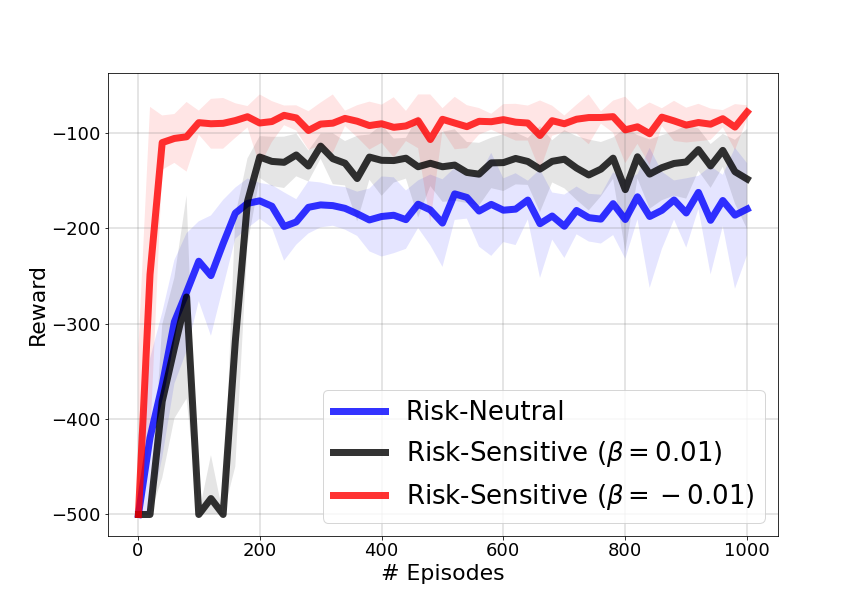 −100
−200
−300
−400
−500
Reward
0 200 400 600 800 1000
# Episodes
Risk-Neutral
Risk-Sensitive (β = 0.01)
Risk-Sensitive (β = − 0.01)